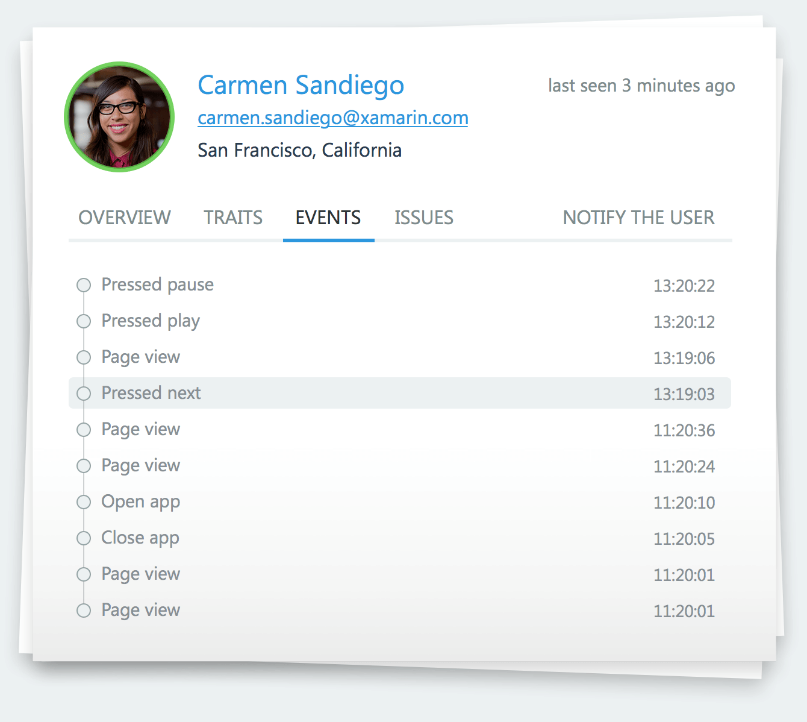 Carmen Sandiego
last seen 3 minutes ago
carmen.sandiego@xamarin.com
San Francisco, California
OVERVIEW TRAITS EVENTS ISSUES NOTIFY THE USER
Pressed pause 13:20:22
Pressed play 13:20:12
Page view 13:19:06
Pressed next 13:19:03
Page view 11:20:36
Page view 11:20:24
Open app 11:20:10
Close app 11:20:05
Page view 11:20:01
Page view 11:20:01